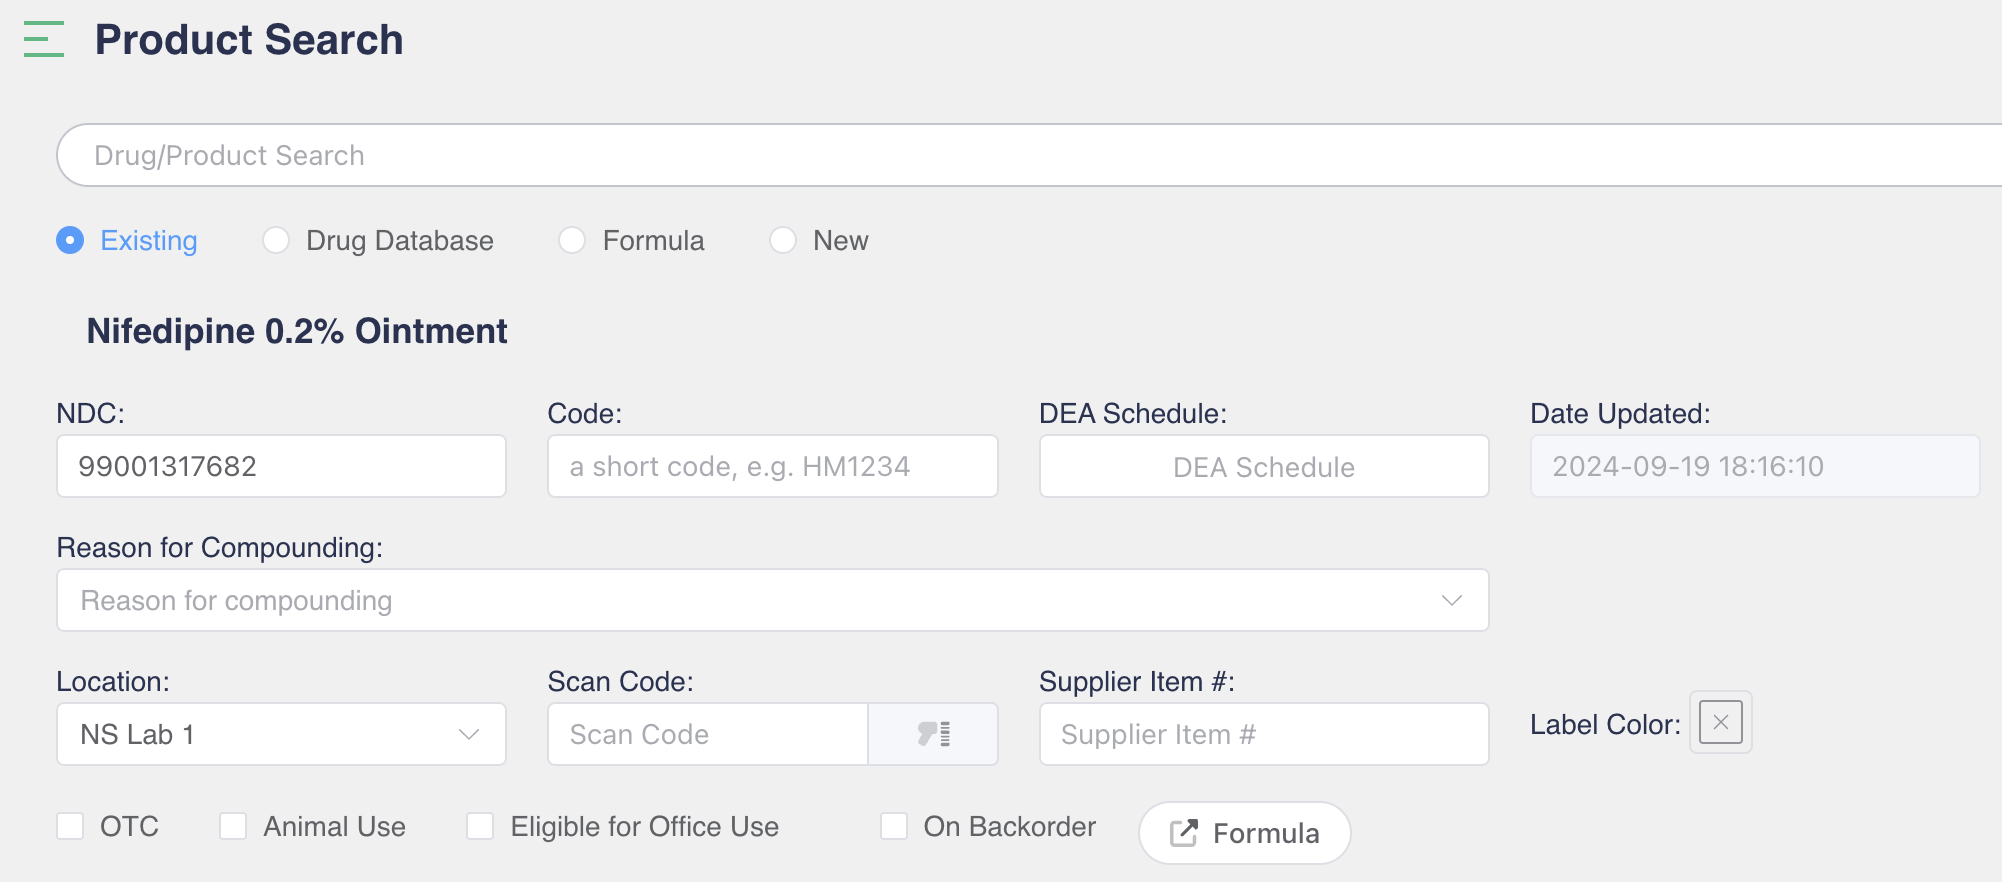 Product Search
Drug/Product Search
Existing Drug Database Formula New
Nifedipine 0.2% Ointment
NDC: Code: DEA Schedule: Date Updated:
99001317682 a short code, e.g. HM1234 DEA Schedule 2024-09-19 18:16:10
Reason for Compounding:
Reason for compounding
Location: Scan Code: Supplier Item #:
NS Lab 1 Scan Code Supplier Item # Label Color:
OTC Animal Use Eligible for Office Use On Backorder Formula